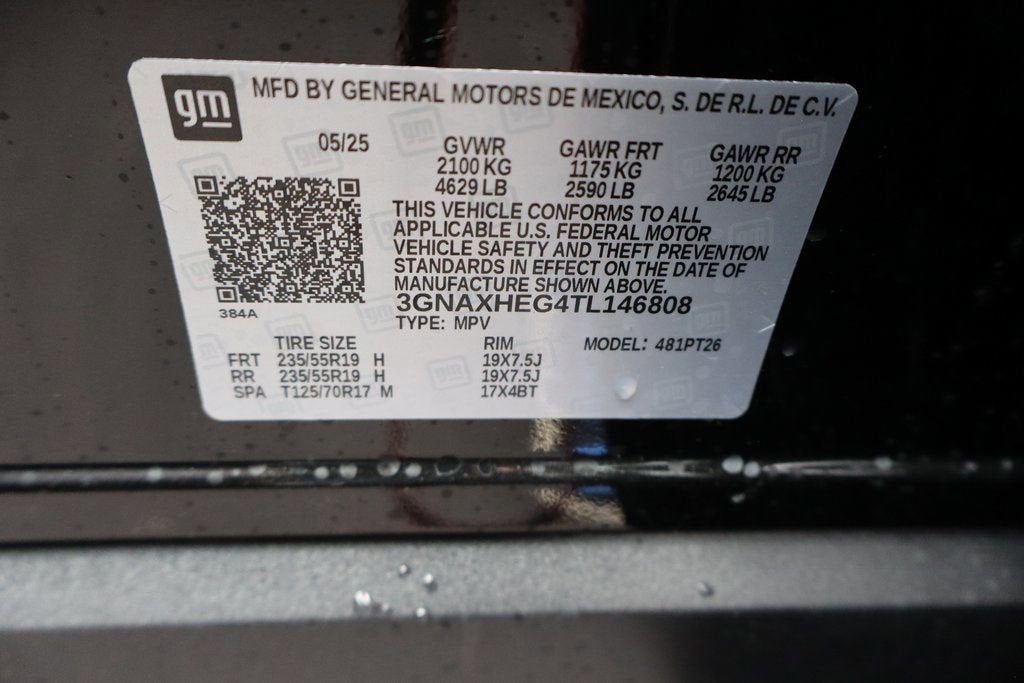 gm MFD BY GENERAL MOTORS DE MEXICO, S. DE R.L. DE C.V.
05/25 GVWR GAWR FRT GAWR RR
2100 KG 1175 KG 1200 KG
4629 LB 2590 LB 2645 LB
THIS VEHICLE CONFORMS TO ALL
APPLICABLE U.S. FEDERAL MOTOR
VEHICLE SAFETY AND THEFT PREVENTION
STANDARDS IN EFFECT ON THE DATE OF
MANUFACTURE SHOWN ABOVE.
3GNAXHEG4TL146808
384A
TYPE: MPV
TIRE SIZE RIM MODEL: 481PT26
FRT 235/55R19 H 19X7.5J
RR 235/55R19 H 19X7.5J
SPA T125/70R17 M 17X4BT